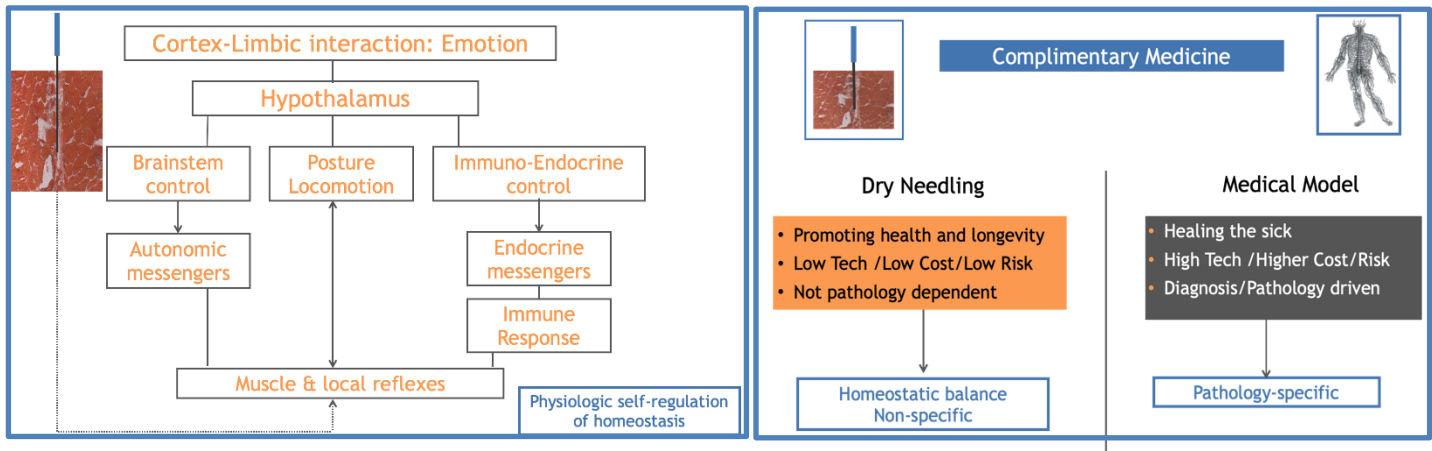 Cortex-Limbic interaction: Emotion
Hypothalamus
Brainstem
control
Posture
Locomotion
Immuno-Endocrine
control
Autonomic
messengers
Endocrine
messengers
Immune
Response
Muscle & local reflexes
Physiologic self-regulation
of homeostasis
Complimentary Medicine
Dry Needling
• Promoting health and longevity
• Low Tech /Low Cost/Low Risk
• Not pathology dependent
Homeostatic balance
Non-specific
Medical Model
• Healing the sick
• High Tech /Higher Cost/Risk
• Diagnosis/Pathology driven
Pathology-specific